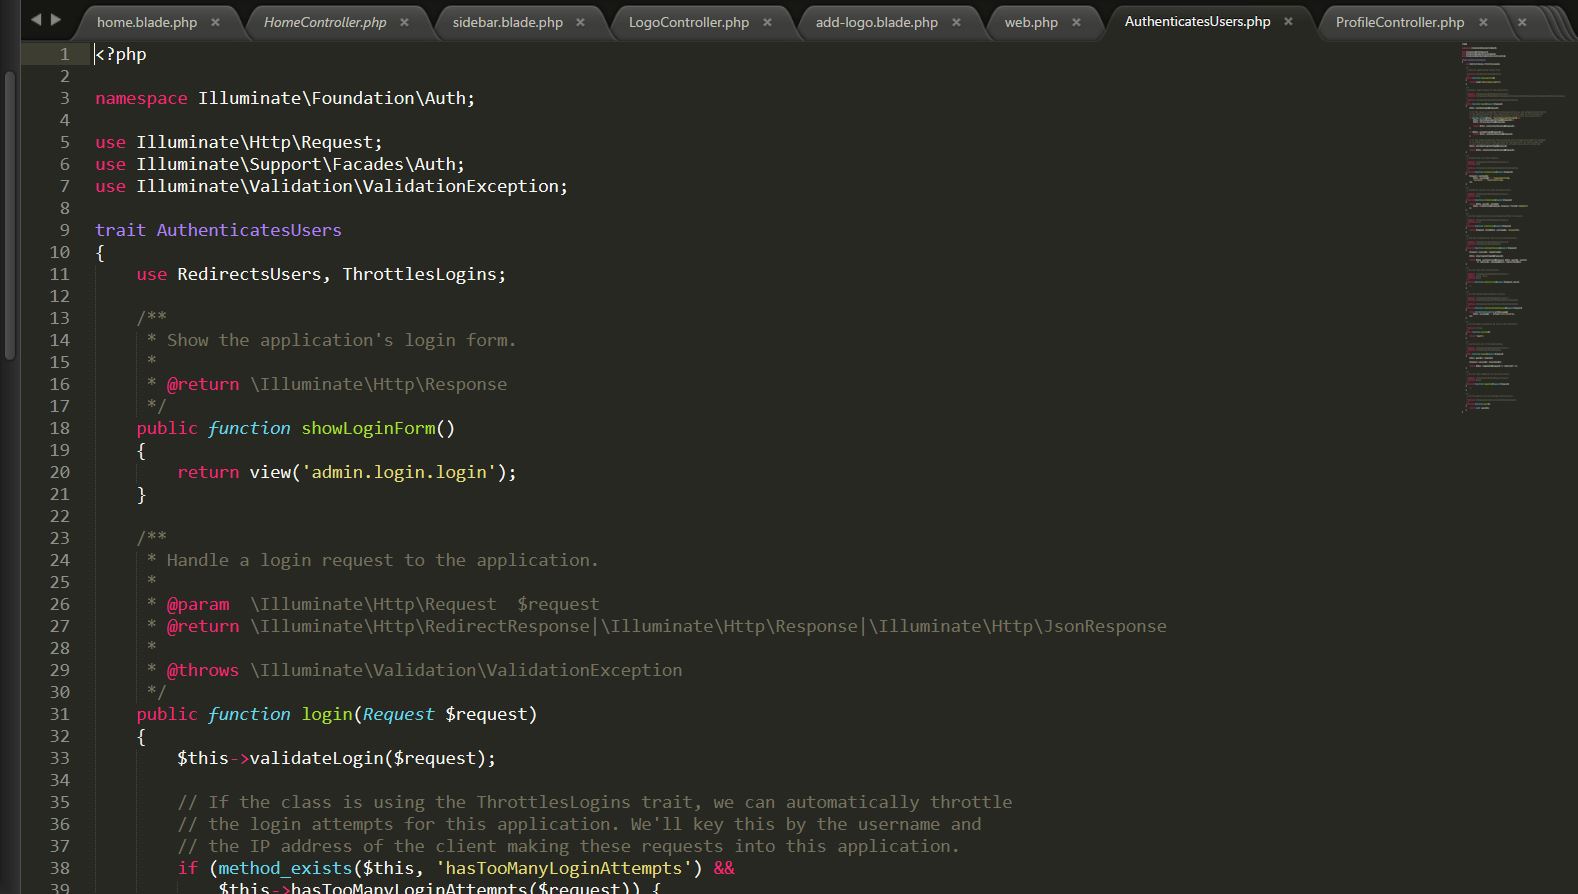 home.blade.php × HomeController.php × sidebar.blade.php × LogoController.php × add-logo.blade.php × web.php × AuthenticatesUsers.php × ProfileController.php × ×
1 <?php
2
3 namespace Illuminate\Foundation\Auth;
4
5 use Illuminate\Http\Request;
6 use Illuminate\Support\Facades\Auth;
7 use Illuminate\Validation\ValidationException;
8
9 trait AuthenticatesUsers
10 {
11     use RedirectsUsers, ThrottlesLogins;
12
13     /**
14      * Show the application's login form.
15      *
16      * @return \Illuminate\Http\Response
17      */
18     public function showLoginForm()
19     {
20         return view('admin.login.login');
21     }
22
23     /**
24      * Handle a login request to the application.
25      *
26      * @param  \Illuminate\Http\Request  $request
27      * @return \Illuminate\Http\RedirectResponse|\Illuminate\Http\Response|\Illuminate\Http\JsonResponse
28      *
29      * @throws \Illuminate\Validation\ValidationException
30      */
31     public function login(Request $request)
32     {
33         $this->validateLogin($request);
34
35         // If the class is using the ThrottlesLogins trait, we can automatically throttle
36         // the login attempts for this application. We'll key this by the username and
37         // the IP address of the client making these requests into this application.
38         if (method_exists($this, 'hasTooManyLoginAttempts') &&
39             $this->hasTooManyLoginAttempts($request)) {